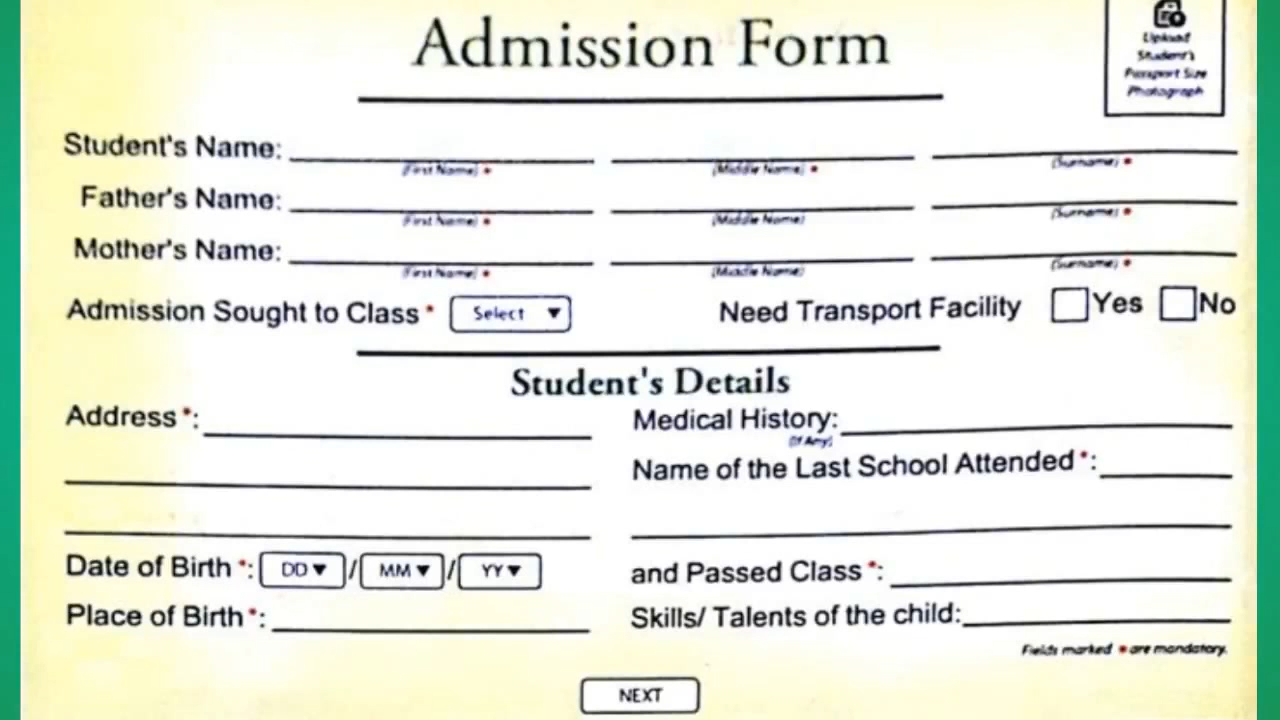 Admission Form
Upload
Student's
Passport Size
Photograph
Student's Name:
(First Name) * (Middle Name) * (Surname) *
Father's Name:
(First Name) * (Middle Name) (Surname) *
Mother's Name:
(First Name) * (Middle Name) (Surname) *
Admission Sought to Class * Select ▼ Need Transport Facility Yes No
Student's Details
Address *: Medical History:
(If Any)
Name of the Last School Attended *:
Date of Birth *: DD▼ / MM▼ / YY▼ and Passed Class *:
Place of Birth *: Skills/ Talents of the child:
Fields marked * are mandatory.
NEXT